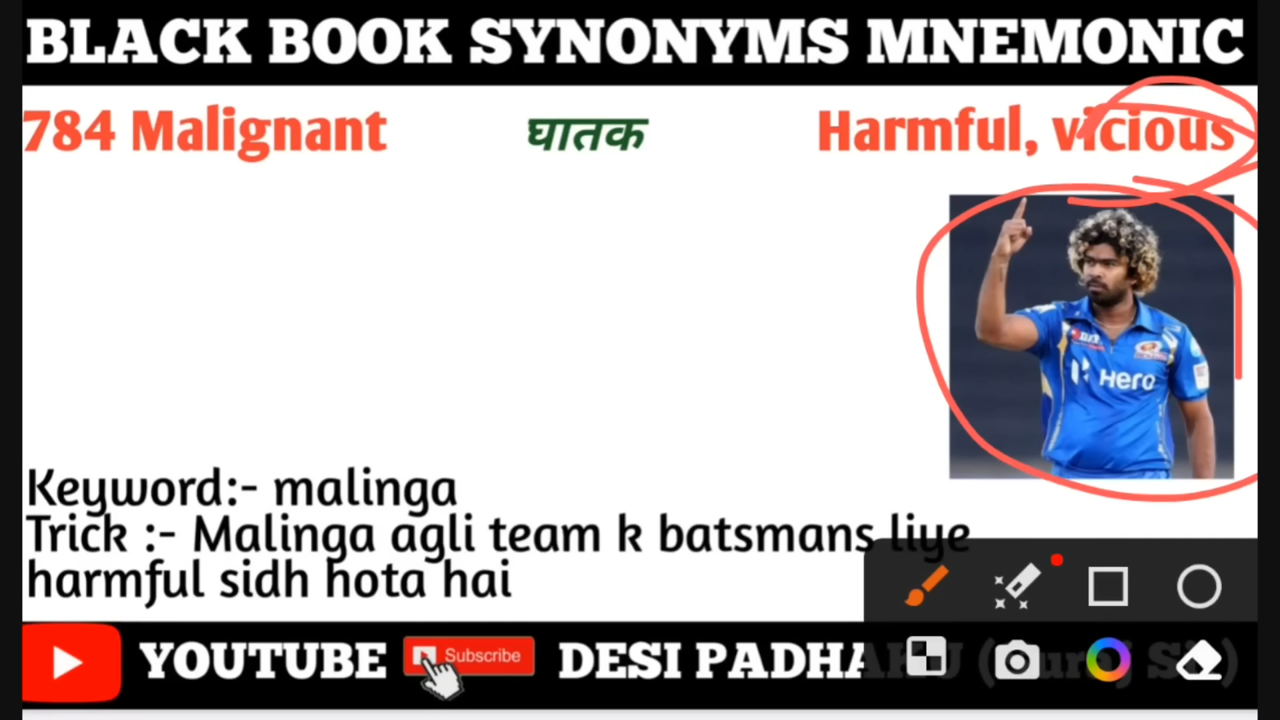 BLACK BOOK SYNONYMS MNEMONIC
784 Malignant घातक Harmful, vicious
Hero
Keyword:- malinga
Trick :- Malinga agli team k batsmans liye
harmful sidh hota hai
YOUTUBE Subscribe DESI PADHA